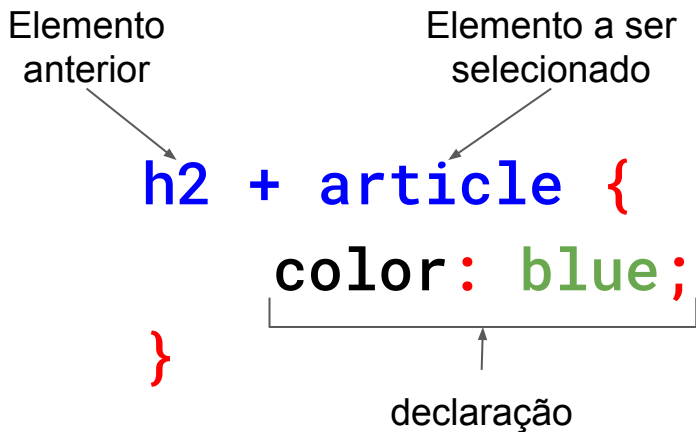 Elemento
anterior
Elemento a ser
selecionado
h2 + article {
color: blue;
}
declaração